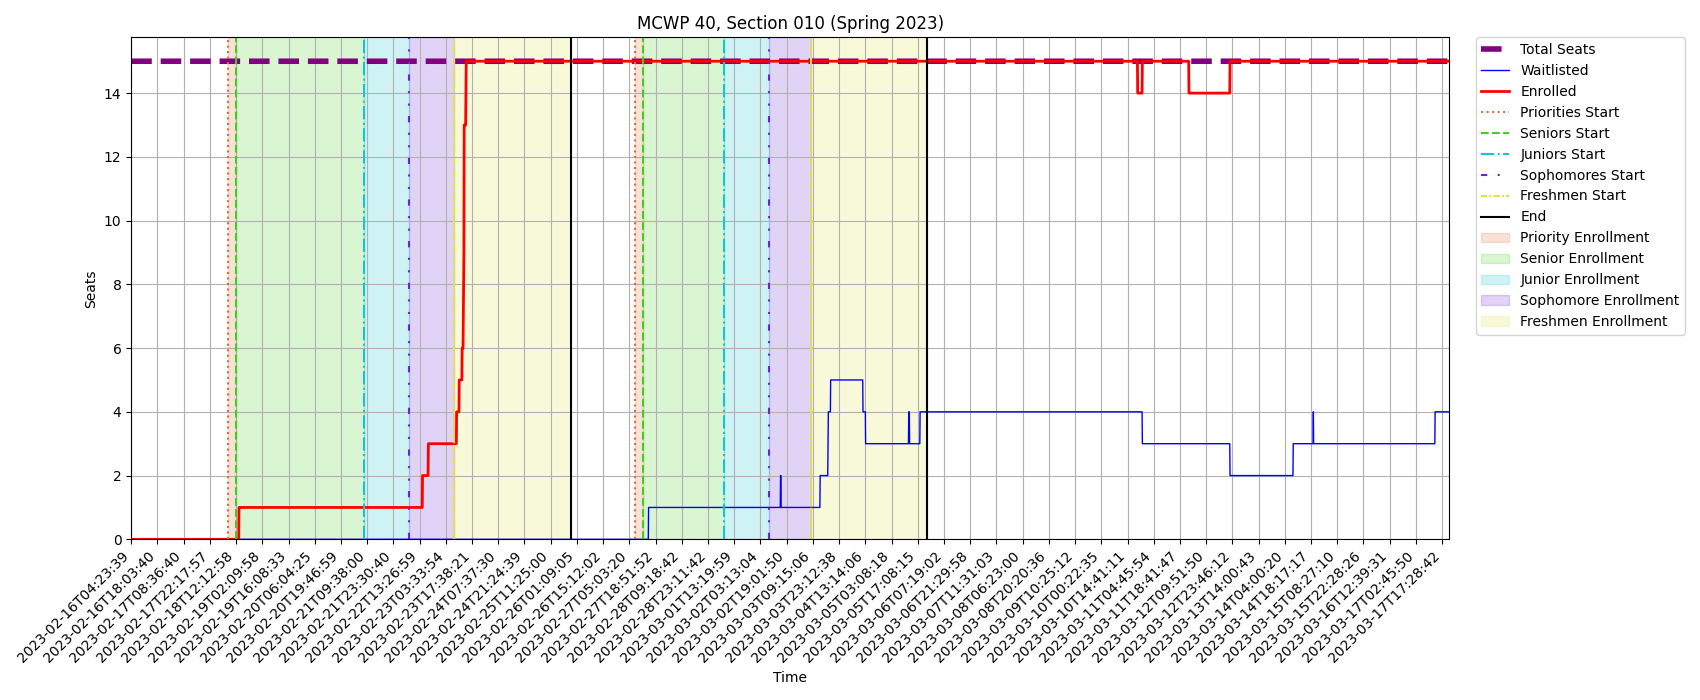 MCWP 40, Section 010 (Spring 2023)
Total Seats
Waitlisted
Enrolled
Priorities Start
Seniors Start
Juniors Start
Sophomores Start
Freshmen Start
End
Priority Enrollment
Senior Enrollment
Junior Enrollment
Sophomore Enrollment
Freshmen Enrollment
Seats
14
12
10
8
6
4
2
0
2023-02-16T04:23:39
2023-02-16T18:03:40
2023-02-17T08:36:40
2023-02-17T22:17:57
2023-02-18T12:12:58
2023-02-19T02:09:58
2023-02-19T16:08:33
2023-02-20T06:04:25
2023-02-20T19:46:59
2023-02-21T09:38:00
2023-02-21T23:30:40
2023-02-22T13:26:59
2023-02-23T03:33:54
2023-02-23T17:38:21
2023-02-24T07:37:30
2023-02-24T21:24:39
2023-02-25T11:25:00
2023-02-26T01:09:05
2023-02-26T15:12:02
2023-02-27T05:03:20
2023-02-27T18:51:52
2023-02-28T09:18:42
2023-02-28T23:11:42
2023-03-01T13:19:59
2023-03-02T03:13:04
2023-03-02T19:01:50
2023-03-03T09:15:06
2023-03-03T23:12:38
2023-03-04T13:14:06
2023-03-05T03:08:18
2023-03-05T17:08:15
2023-03-06T07:19:02
2023-03-06T21:29:58
2023-03-07T11:31:03
2023-03-08T06:23:00
2023-03-08T20:20:36
2023-03-09T10:25:12
2023-03-10T00:22:35
2023-03-10T14:41:11
2023-03-11T04:45:54
2023-03-11T18:41:47
2023-03-12T09:51:50
2023-03-12T23:46:12
2023-03-13T14:00:43
2023-03-14T04:00:20
2023-03-14T18:17:17
2023-03-15T08:27:10
2023-03-15T22:28:26
2023-03-16T12:39:31
2023-03-17T02:45:50
2023-03-17T17:28:42
Time